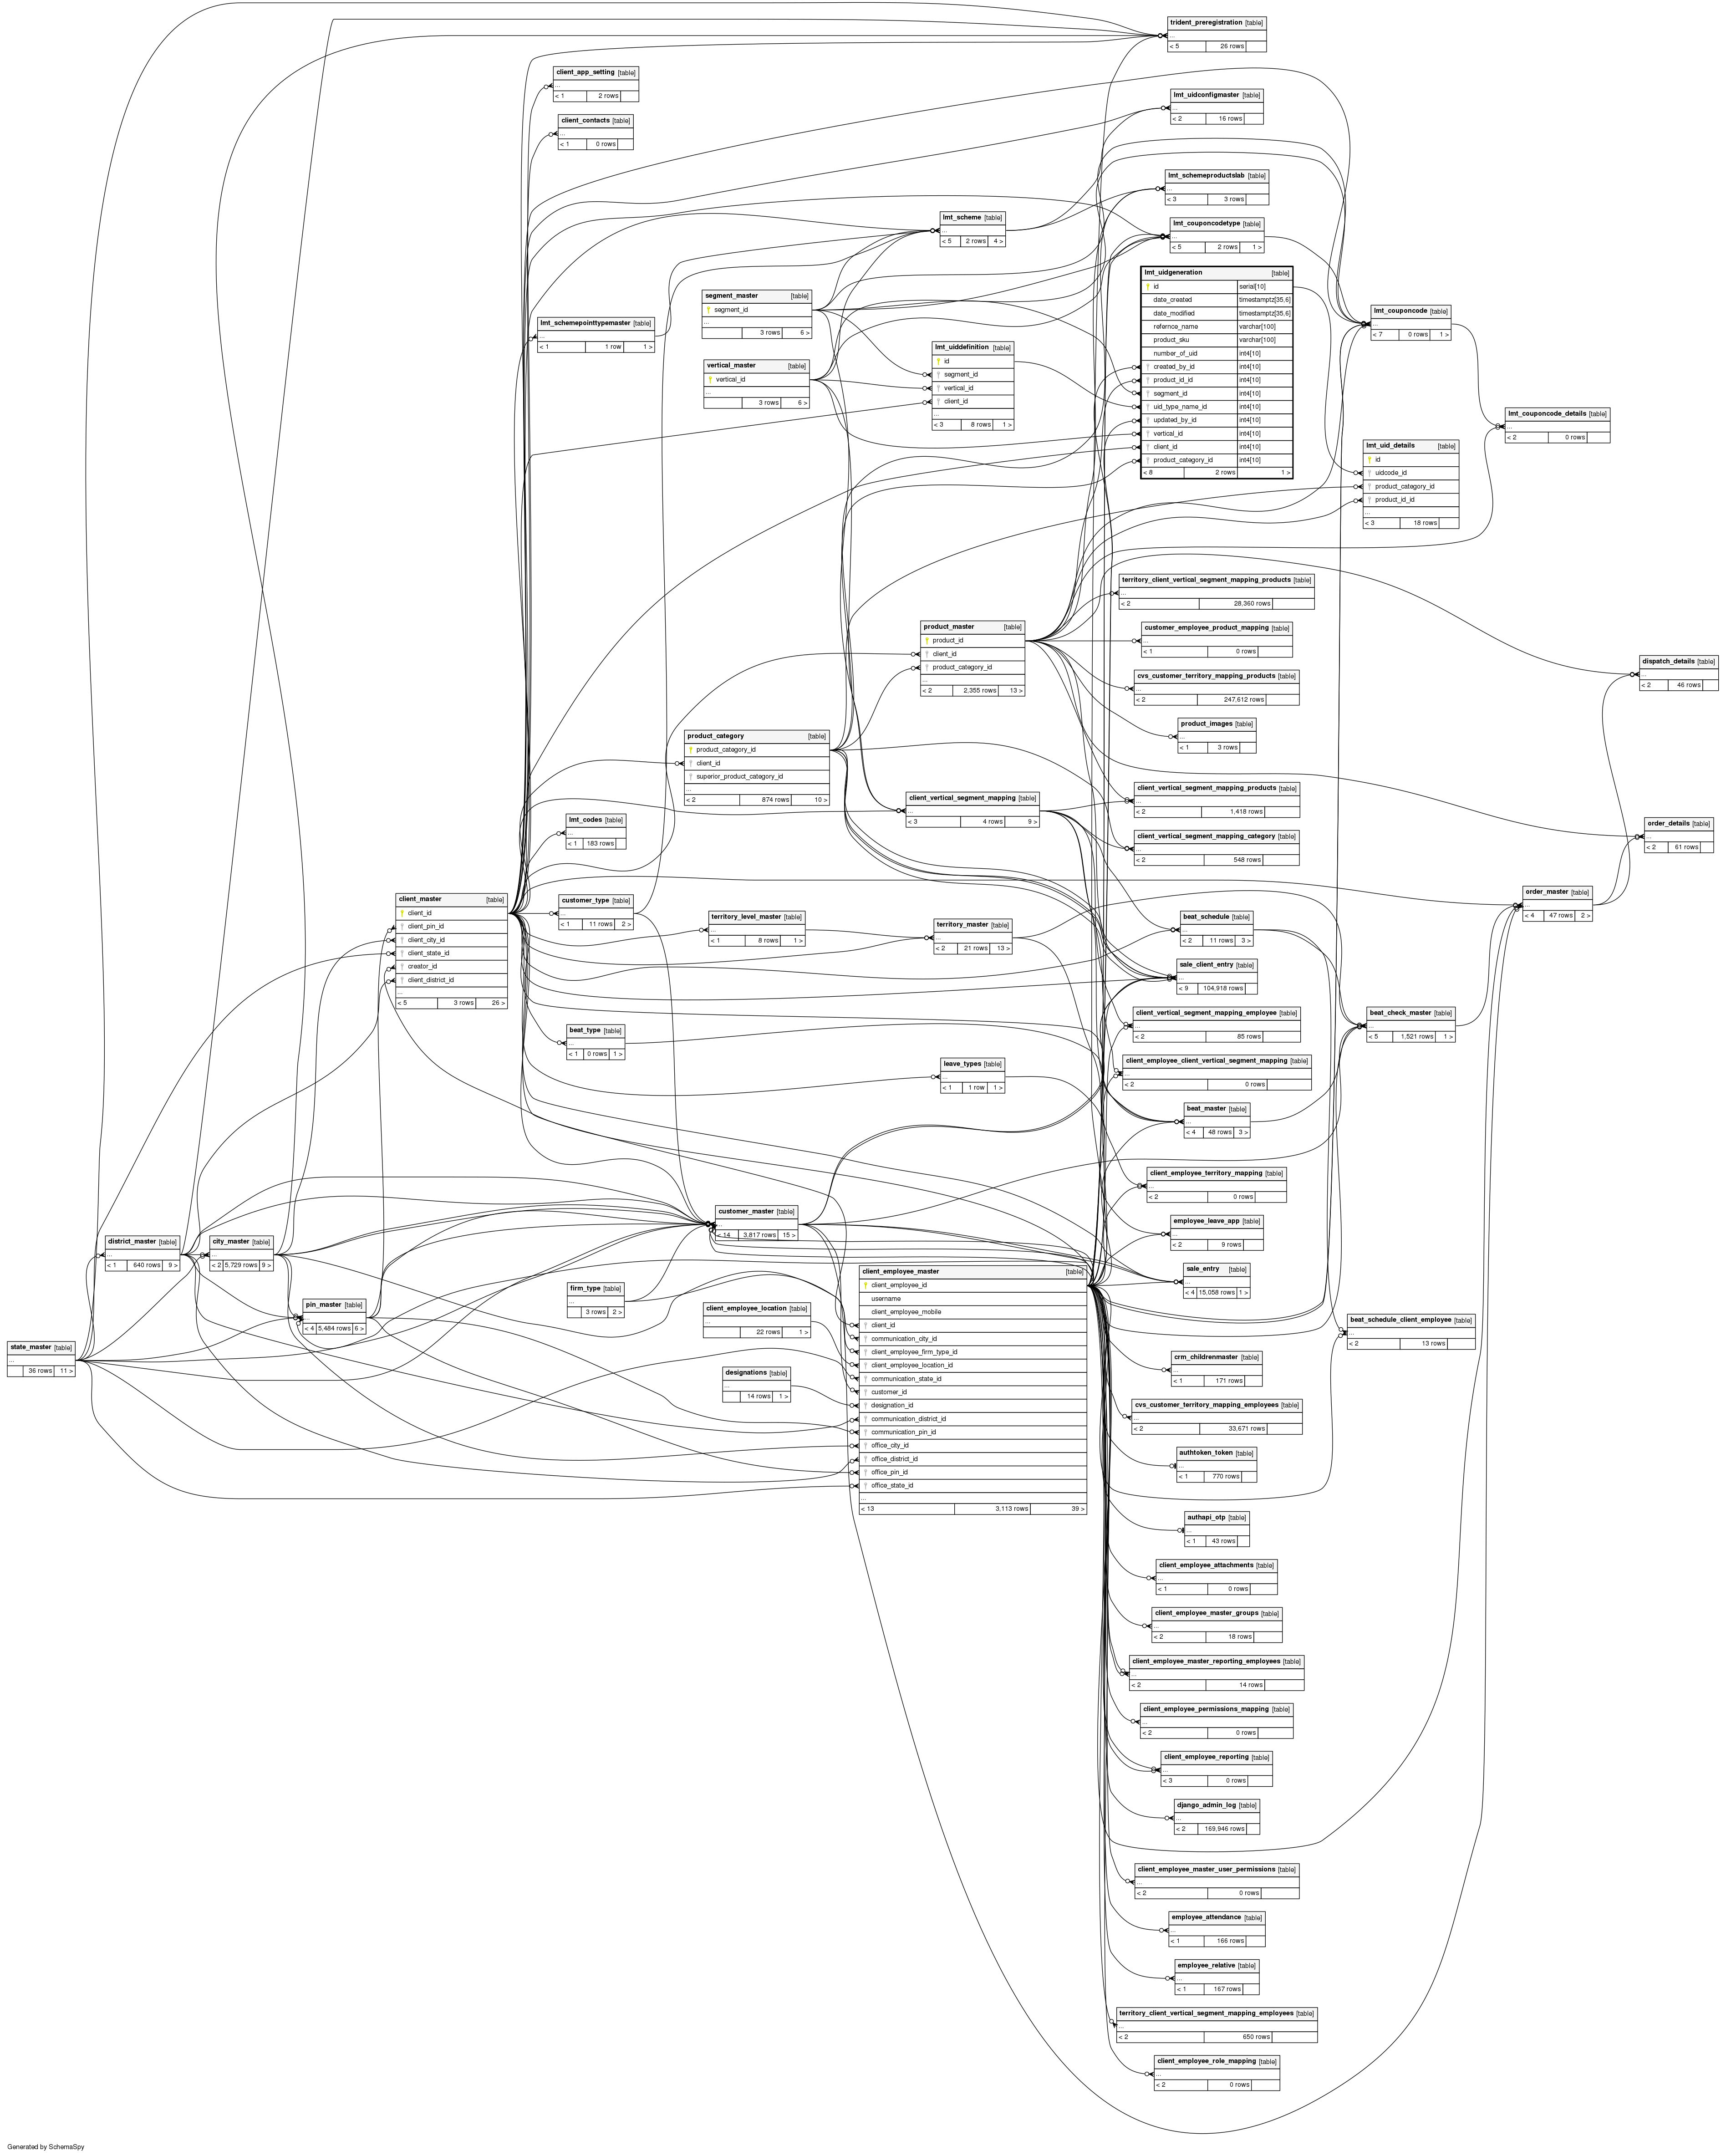 trident_preregistration [table]
...
< 5 26 rows
client_app_setting [table]
...
< 1 2 rows
client_contacts [table]
...
< 1 0 rows
lmt_uidconfigmaster [table]
...
< 2 16 rows
lmt_schemeproductslab [table]
...
< 3 3 rows
lmt_scheme [table]
...
< 5 2 rows 4 >
lmt_couponcodetype [table]
...
< 5 2 rows 1 >
lmt_uidgeneration [table]
id serial[10]
date_created timestamptz[35,6]
date_modified timestamptz[35,6]
refernce_name varchar[100]
product_sku varchar[100]
number_of_uid int4[10]
created_by_id int4[10]
product_id_id int4[10]
segment_id int4[10]
uid_type_name_id int4[10]
updated_by_id int4[10]
vertical_id int4[10]
client_id int4[10]
product_category_id int4[10]
< 8 2 rows 1 >
segment_master [table]
segment_id
...
3 rows 6 >
lmt_schemepointtypemaster [table]
...
< 1 1 row 1 >
vertical_master [table]
vertical_id
...
3 rows 6 >
lmt_uiddefinition [table]
id
segment_id
vertical_id
client_id
...
< 3 8 rows 1 >
lmt_couponcode [table]
...
< 7 0 rows 1 >
lmt_couponcode_details [table]
...
< 2 0 rows
lmt_uid_details [table]
id
uidcode_id
product_category_id
product_id_id
...
< 3 18 rows
territory_client_vertical_segment_mapping_products [table]
...
< 2 28,360 rows
product_master [table]
product_id
client_id
product_category_id
...
< 2 2,355 rows 13 >
customer_employee_product_mapping [table]
...
< 1 0 rows
cvs_customer_territory_mapping_products [table]
...
< 2 247,612 rows
dispatch_details [table]
...
< 2 46 rows
product_images [table]
...
< 1 3 rows
product_category [table]
product_category_id
client_id
superior_product_category_id
...
< 2 874 rows 10 >
client_vertical_segment_mapping [table]
...
< 3 4 rows 9 >
client_vertical_segment_mapping_products [table]
...
< 2 1,418 rows
lmt_codes [table]
...
< 1 183 rows
client_vertical_segment_mapping_category [table]
...
< 2 548 rows
order_details [table]
...
< 2 61 rows
client_master [table]
client_id
client_pin_id
client_city_id
client_state_id
creator_id
client_district_id
...
< 5 3 rows 26 >
customer_type [table]
...
< 1 11 rows 2 >
territory_level_master [table]
...
< 1 8 rows 1 >
territory_master [table]
...
< 2 21 rows 13 >
beat_schedule [table]
...
< 2 11 rows 3 >
order_master [table]
...
< 4 47 rows 2 >
sale_client_entry [table]
...
< 9 104,918 rows
client_vertical_segment_mapping_employee [table]
...
< 2 85 rows
beat_check_master [table]
...
< 5 1,521 rows 1 >
beat_type [table]
...
< 1 0 rows 1 >
leave_types [table]
...
< 1 1 row 1 >
client_employee_client_vertical_segment_mapping [table]
...
< 2 0 rows
beat_master [table]
...
< 4 48 rows 3 >
client_employee_territory_mapping [table]
...
< 2 0 rows
customer_master [table]
...
< 14 3,817 rows 15 >
employee_leave_app [table]
...
< 2 9 rows
district_master [table]
...
< 1 640 rows 9 >
city_master [table]
...
< 2 5,729 rows 9 >
sale_entry [table]
...
< 4 15,058 rows 1 >
client_employee_master [table]
client_employee_id
username
client_employee_mobile
client_id
communication_city_id
client_employee_firm_type_id
client_employee_location_id
communication_state_id
customer_id
designation_id
communication_district_id
communication_pin_id
office_city_id
office_district_id
office_pin_id
office_state_id
...
< 13 3,113 rows 39 >
firm_type [table]
...
3 rows 2 >
pin_master [table]
...
< 4 5,484 rows 6 >
client_employee_location [table]
...
22 rows 1 >
beat_schedule_client_employee [table]
...
< 2 13 rows
state_master [table]
...
36 rows 11 >
designations [table]
...
14 rows 1 >
crm_childrenmaster [table]
...
< 1 171 rows
cvs_customer_territory_mapping_employees [table]
...
< 2 33,671 rows
authtoken_token [table]
...
< 1 770 rows
authapi_otp [table]
...
< 1 43 rows
client_employee_attachments [table]
...
< 1 0 rows
client_employee_master_groups [table]
...
< 2 18 rows
client_employee_master_reporting_employees [table]
...
< 2 14 rows
client_employee_permissions_mapping [table]
...
< 2 0 rows
client_employee_reporting [table]
...
< 3 0 rows
django_admin_log [table]
...
< 2 169,946 rows
client_employee_master_user_permissions [table]
...
< 2 0 rows
employee_attendance [table]
...
< 1 166 rows
employee_relative [table]
...
< 1 167 rows
territory_client_vertical_segment_mapping_employees [table]
...
< 2 650 rows
client_employee_role_mapping [table]
...
< 2 0 rows
Generated by SchemaSpy